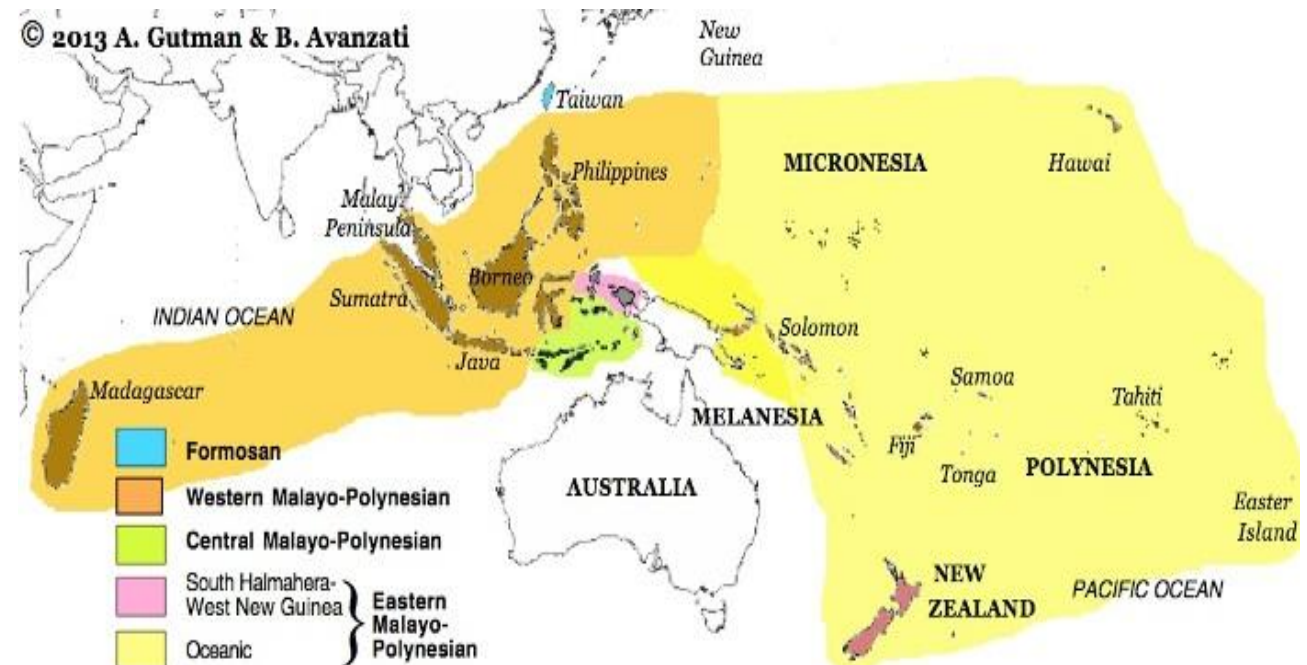 © 2013 A. Gutman & B. Avanzati
New
Guinea
Taiwan
MICRONESIA
Hawai
Philippines
Malay
Peninsula
Borneo
Sumatra
INDIAN OCEAN
Solomon
Java
Samoa
Madagascar
Tahiti
MELANESIA
Fiji
Formosan
POLYNESIA
Tonga
AUSTRALIA
Western Malayo-Polynesian
Easter
Island
Central Malayo-Polynesian
NEW
ZEALAND
PACIFIC OCEAN
South Halmahera-
West New Guinea
Eastern
Malayo-
Polynesian
Oceanic